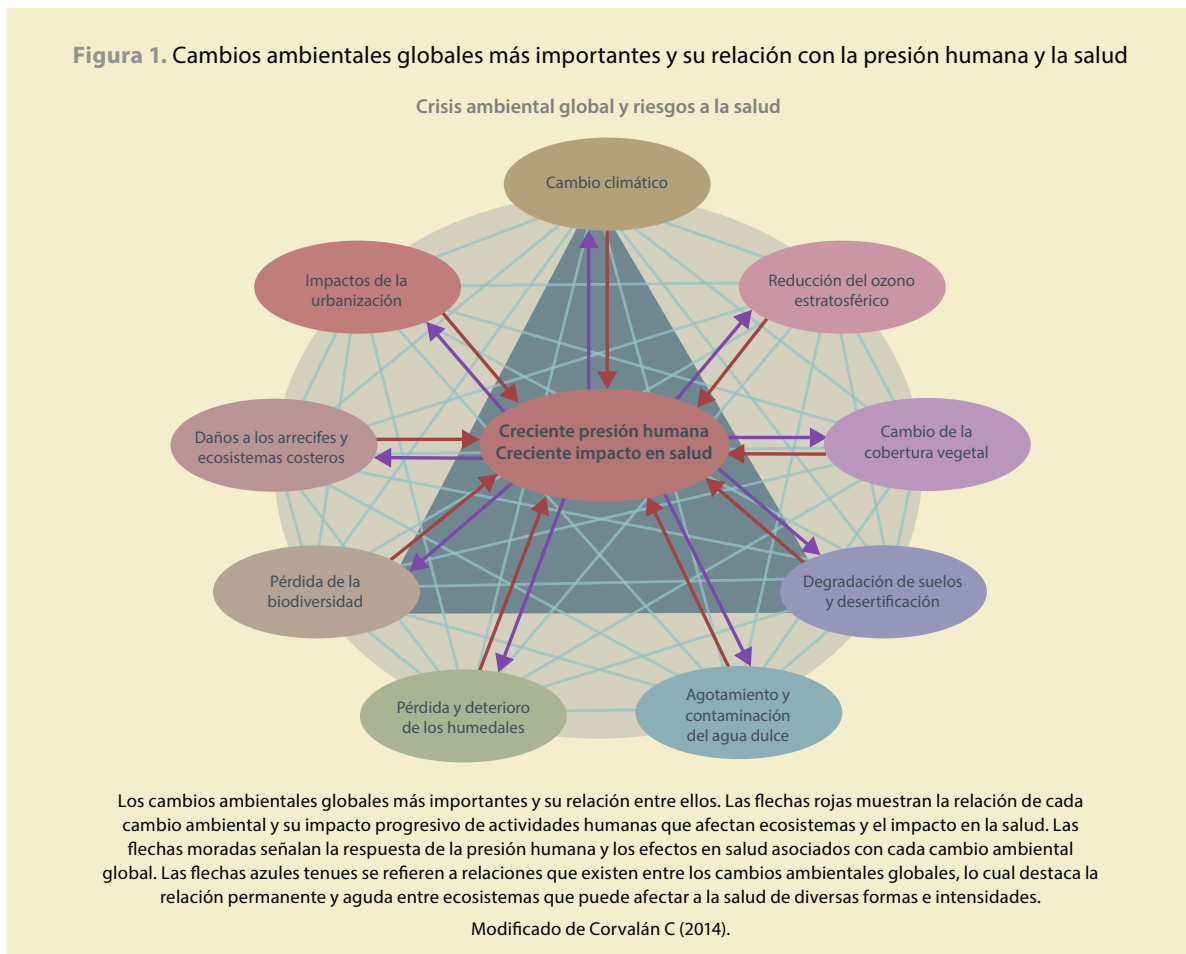 Figura 1. Cambios ambientales globales más importantes y su relación con la presión humana y la salud
Crisis ambiental global y riesgos a la salud
Cambio climático
Impactos de la
urbanización
Reducción del ozono
estratosférico
Daños a los arrecifes y
ecosistemas costeros
Creciente presión humana
Creciente impacto en salud
Cambio de la
cobertura vegetal
Pérdida de la
biodiversidad
Degradación de suelos
y desertificación
Pérdida y deterioro
de los humedales
Agotamiento y
contaminación
del agua dulce
Los cambios ambientales globales más importantes y su relación entre ellos. Las flechas rojas muestran la relación de cada
cambio ambiental y su impacto progresivo de actividades humanas que afectan ecosistemas y el impacto en la salud. Las
flechas moradas señalan la respuesta de la presión humana y los efectos en salud asociados con cada cambio ambiental
global. Las flechas azules tenues se refieren a relaciones que existen entre los cambios ambientales globales, lo cual destaca la
relación permanente y aguda entre ecosistemas que puede afectar a la salud de diversas formas e intensidades.
Modificado de Corvalán C (2014).